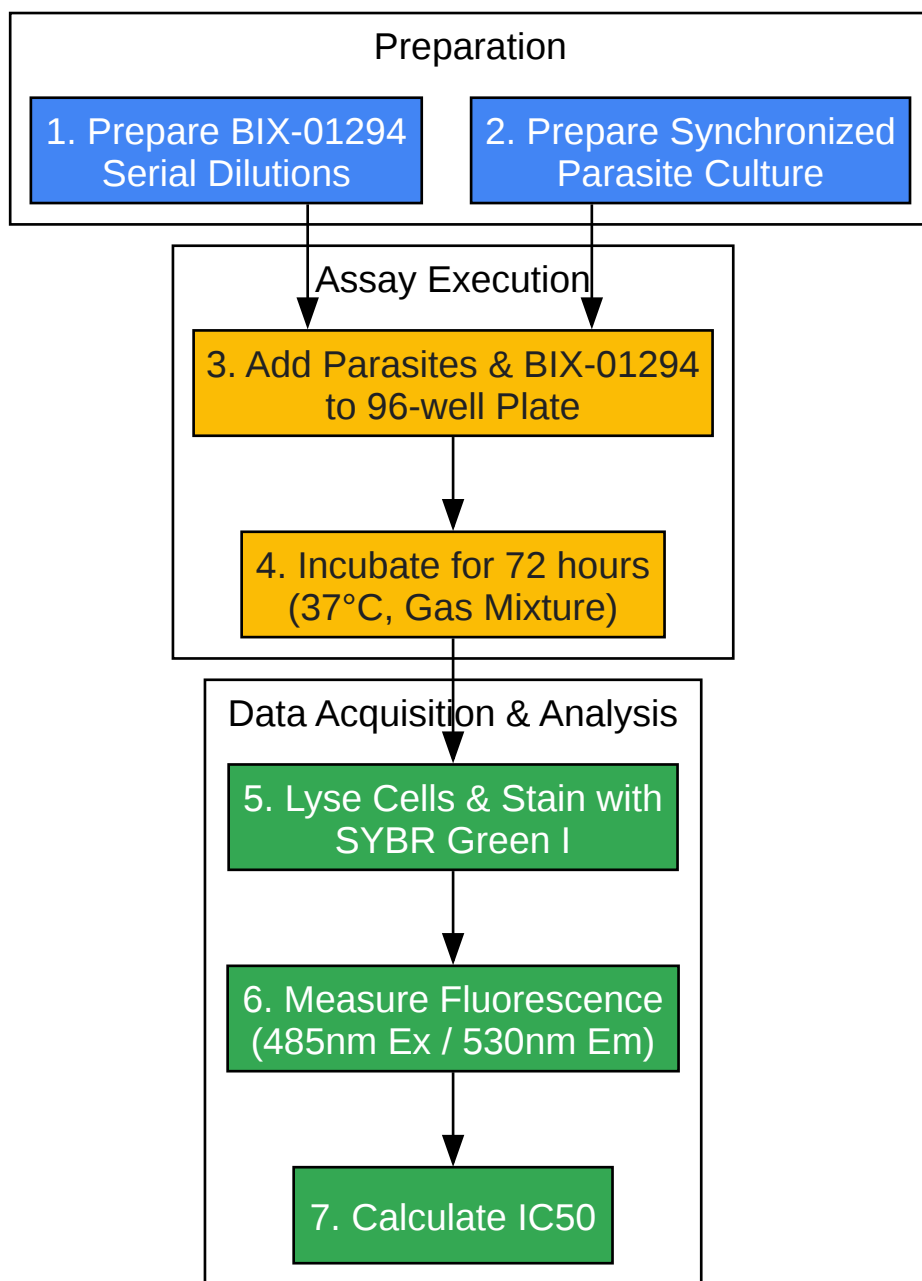 Preparation
1. Prepare BIX-01294
Serial Dilutions
2. Prepare Synchronized
Parasite Culture
Assay Execution
3. Add Parasites & BIX-01294
to 96-well Plate
4. Incubate for 72 hours
(37°C, Gas Mixture)
Data Acquisition & Analysis
5. Lyse Cells & Stain with
SYBR Green I
6. Measure Fluorescence
(485nm Ex / 530nm Em)
7. Calculate IC50